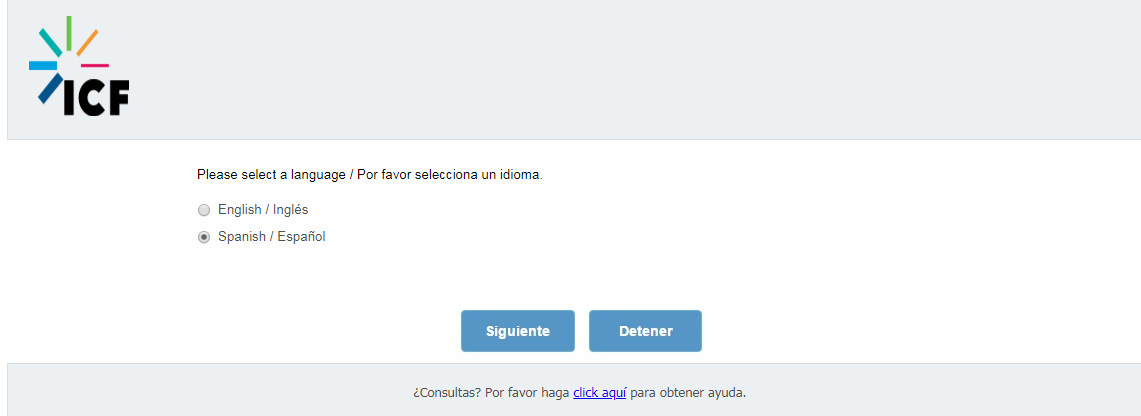 ICF
Please select a language / Por favor selecciona un idioma.
English / Inglés
Spanish / Español
Siguiente
Detener
¿Consultas? Por favor haga click aquí para obtener ayuda.